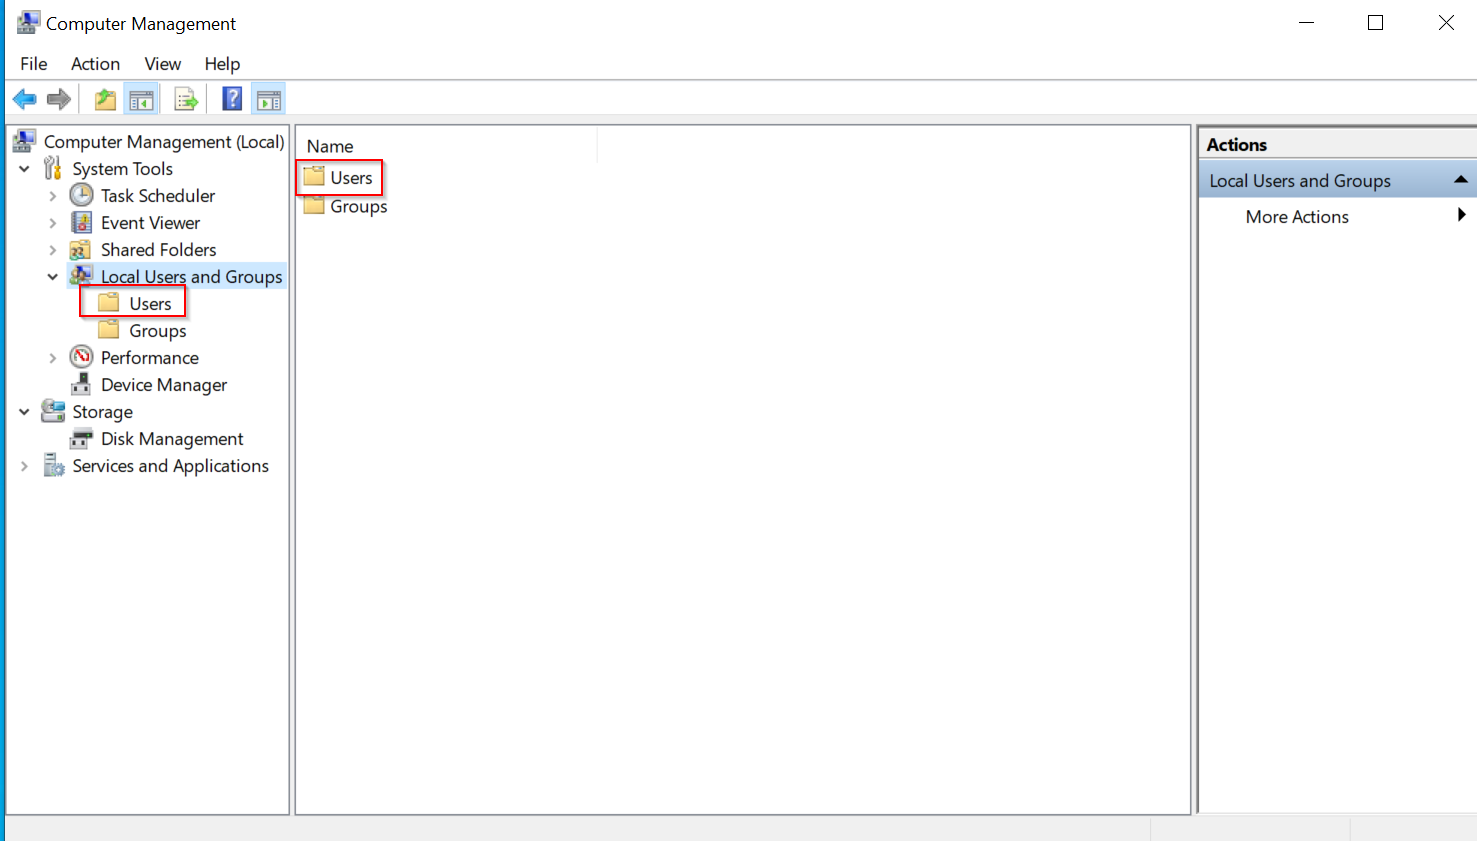 Computer Management
File Action View Help
Computer Management (Local)
System Tools
Task Scheduler
Event Viewer
Shared Folders
Local Users and Groups
Users
Groups
Performance
Device Manager
Storage
Disk Management
Services and Applications
Name
Users
Groups
Actions
Local Users and Groups
More Actions